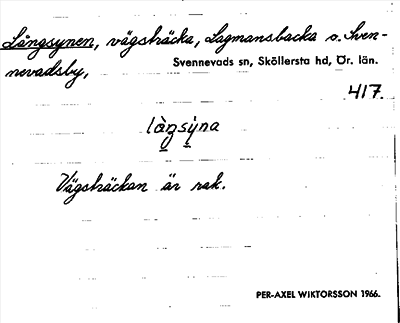 Långsynen, vägsträcka, Lagmansbacka o. Sven-
nevadsby,
Svennevads sn, Sköllersta hd, Ör. län.
417.
Vägsträckan är rak.
PER-AXEL WIKTORSSON 1966.